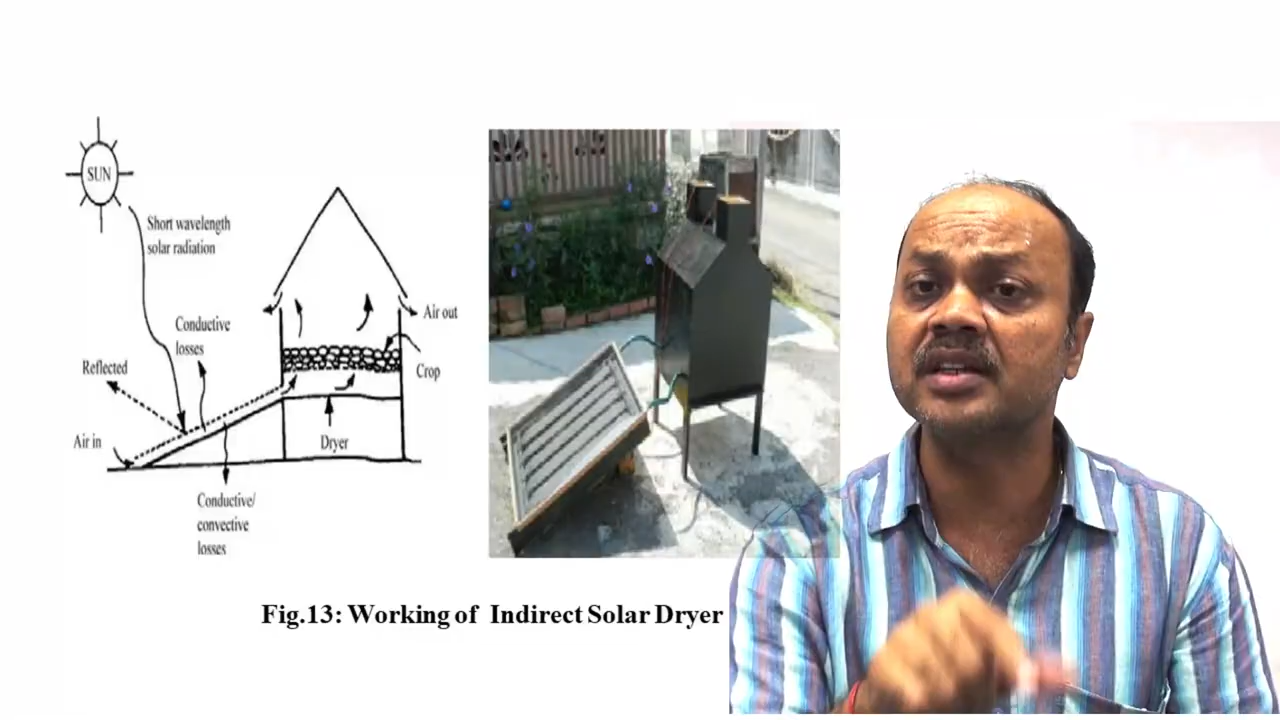 SUN
Short wavelength
solar radiation
Conductive
losses
Reflected
Air in
Air out
Crop
Dryer
Conductive/
convective
losses
Fig.13: Working of Indirect Solar Dryer